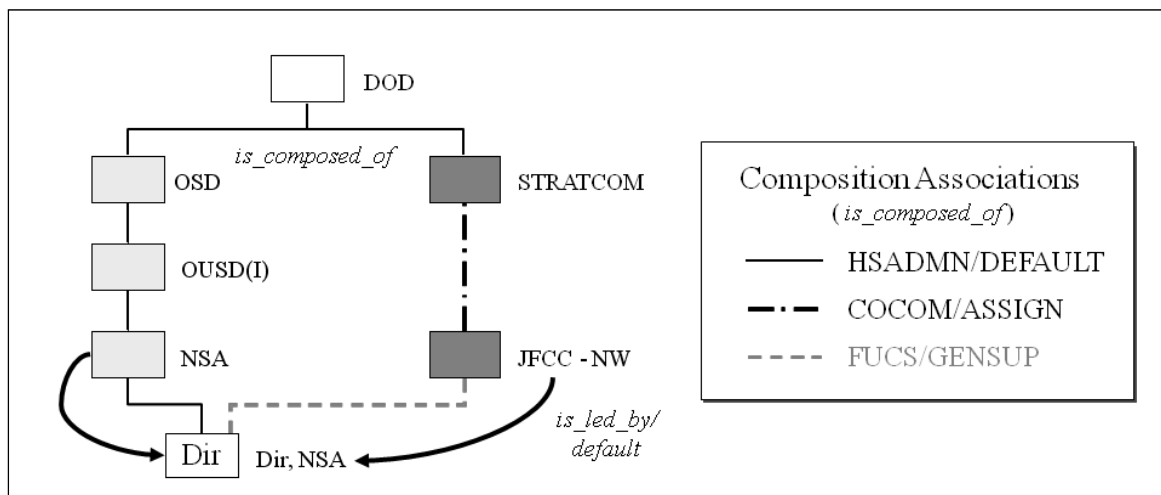 DOD
is_composed_of
OSD
STRATCOM
OUSD(I)
NSA
JFCC - NW
is_led_by/
default
Dir
Dir, NSA
Composition Associations
(is_composed_of)
HSADMN/DEFAULT
COCOM/ASSIGN
FUCS/GENSUP